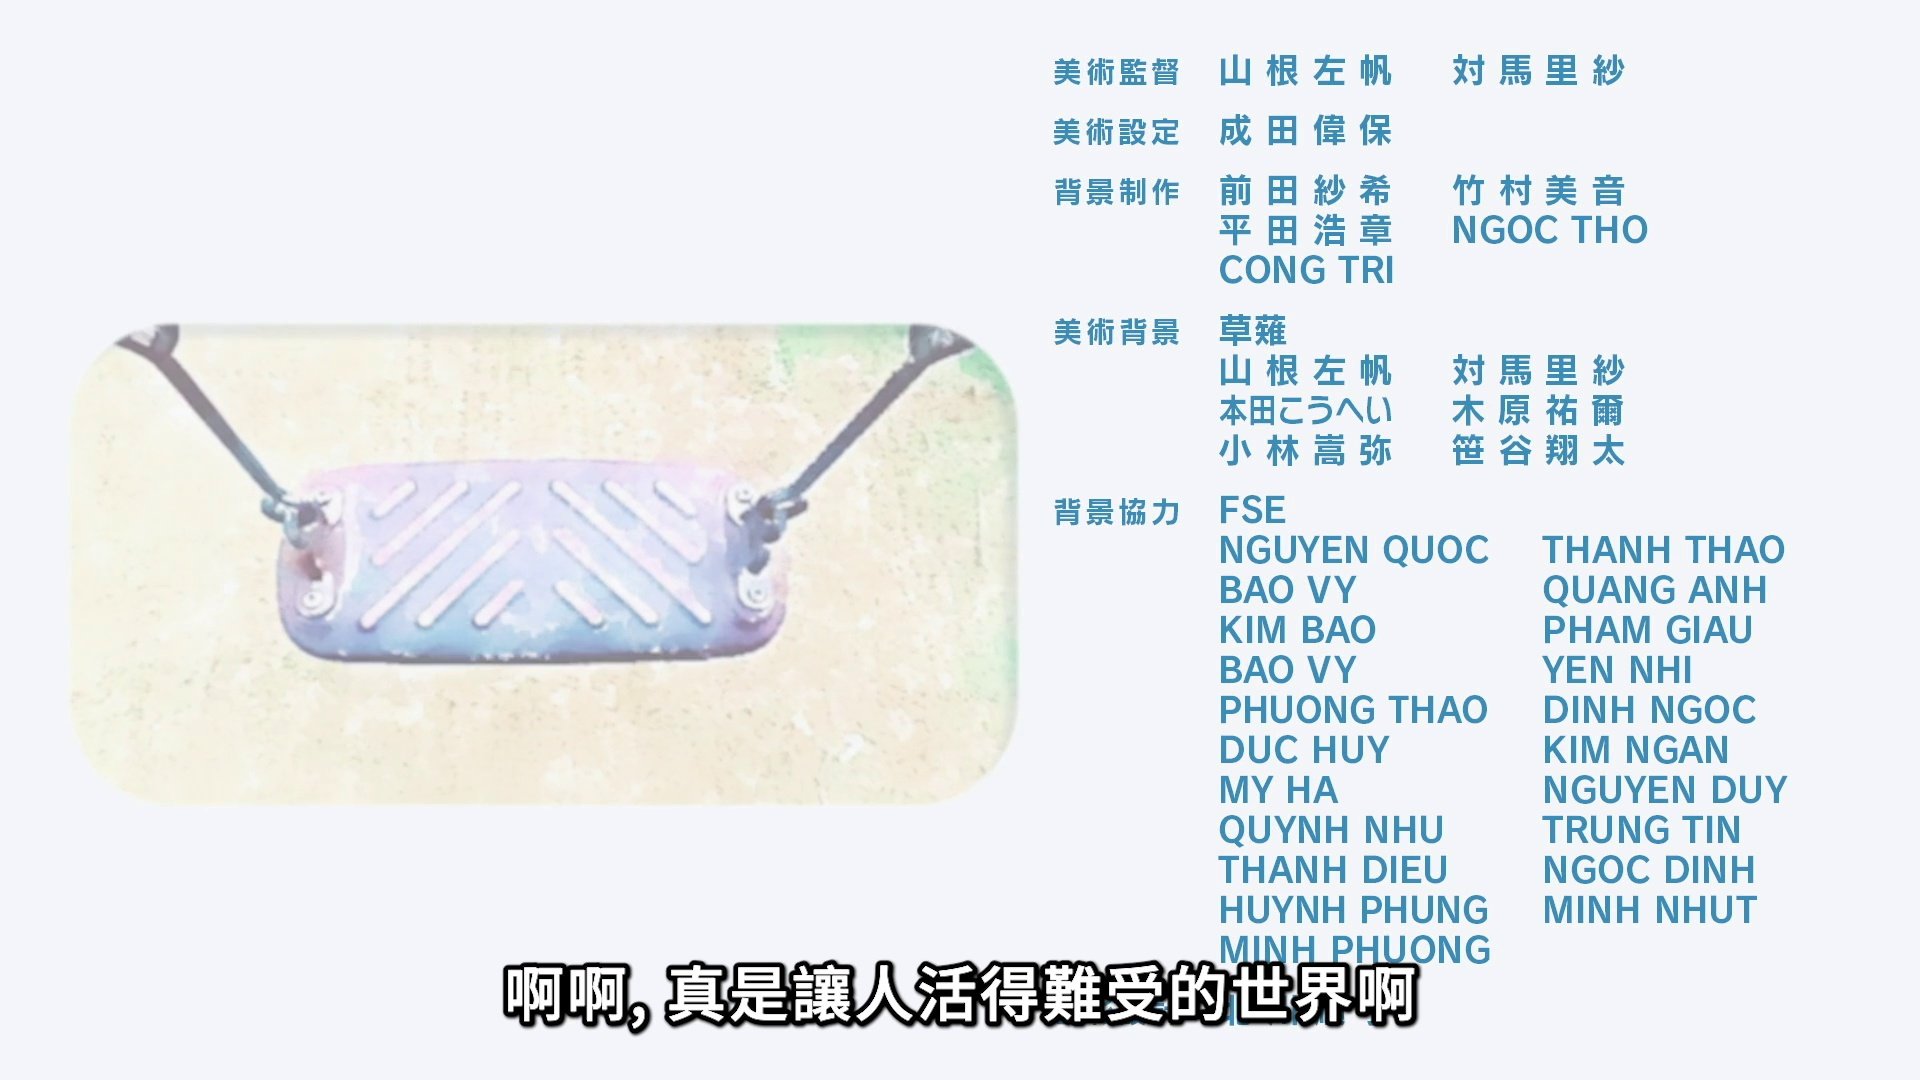 美術監督 山根左帆 対馬里紗
美術設定 成田偉保
背景制作 前田紗希 竹村美音
平田浩章 NGOC THO
CONG TRI
美術背景 草薙
山根左帆 対馬里紗
本田こうへい 木原祐爾
小林嵩弥 笹谷翔太
背景協力 FSE
NGUYEN QUOC THANH THAO
BAO VY QUANG ANH
KIM BAO PHAM GIAU
BAO VY YEN NHI
PHUONG THAO DINH NGOC
DUC HUY KIM NGAN
MY HA NGUYEN DUY
QUYNH NHU TRUNG TIN
THANH DIEU NGOC DINH
HUYNH PHUNG MINH NHUT
MINH PHUONG
啊啊, 真是讓人活得難受的世界啊